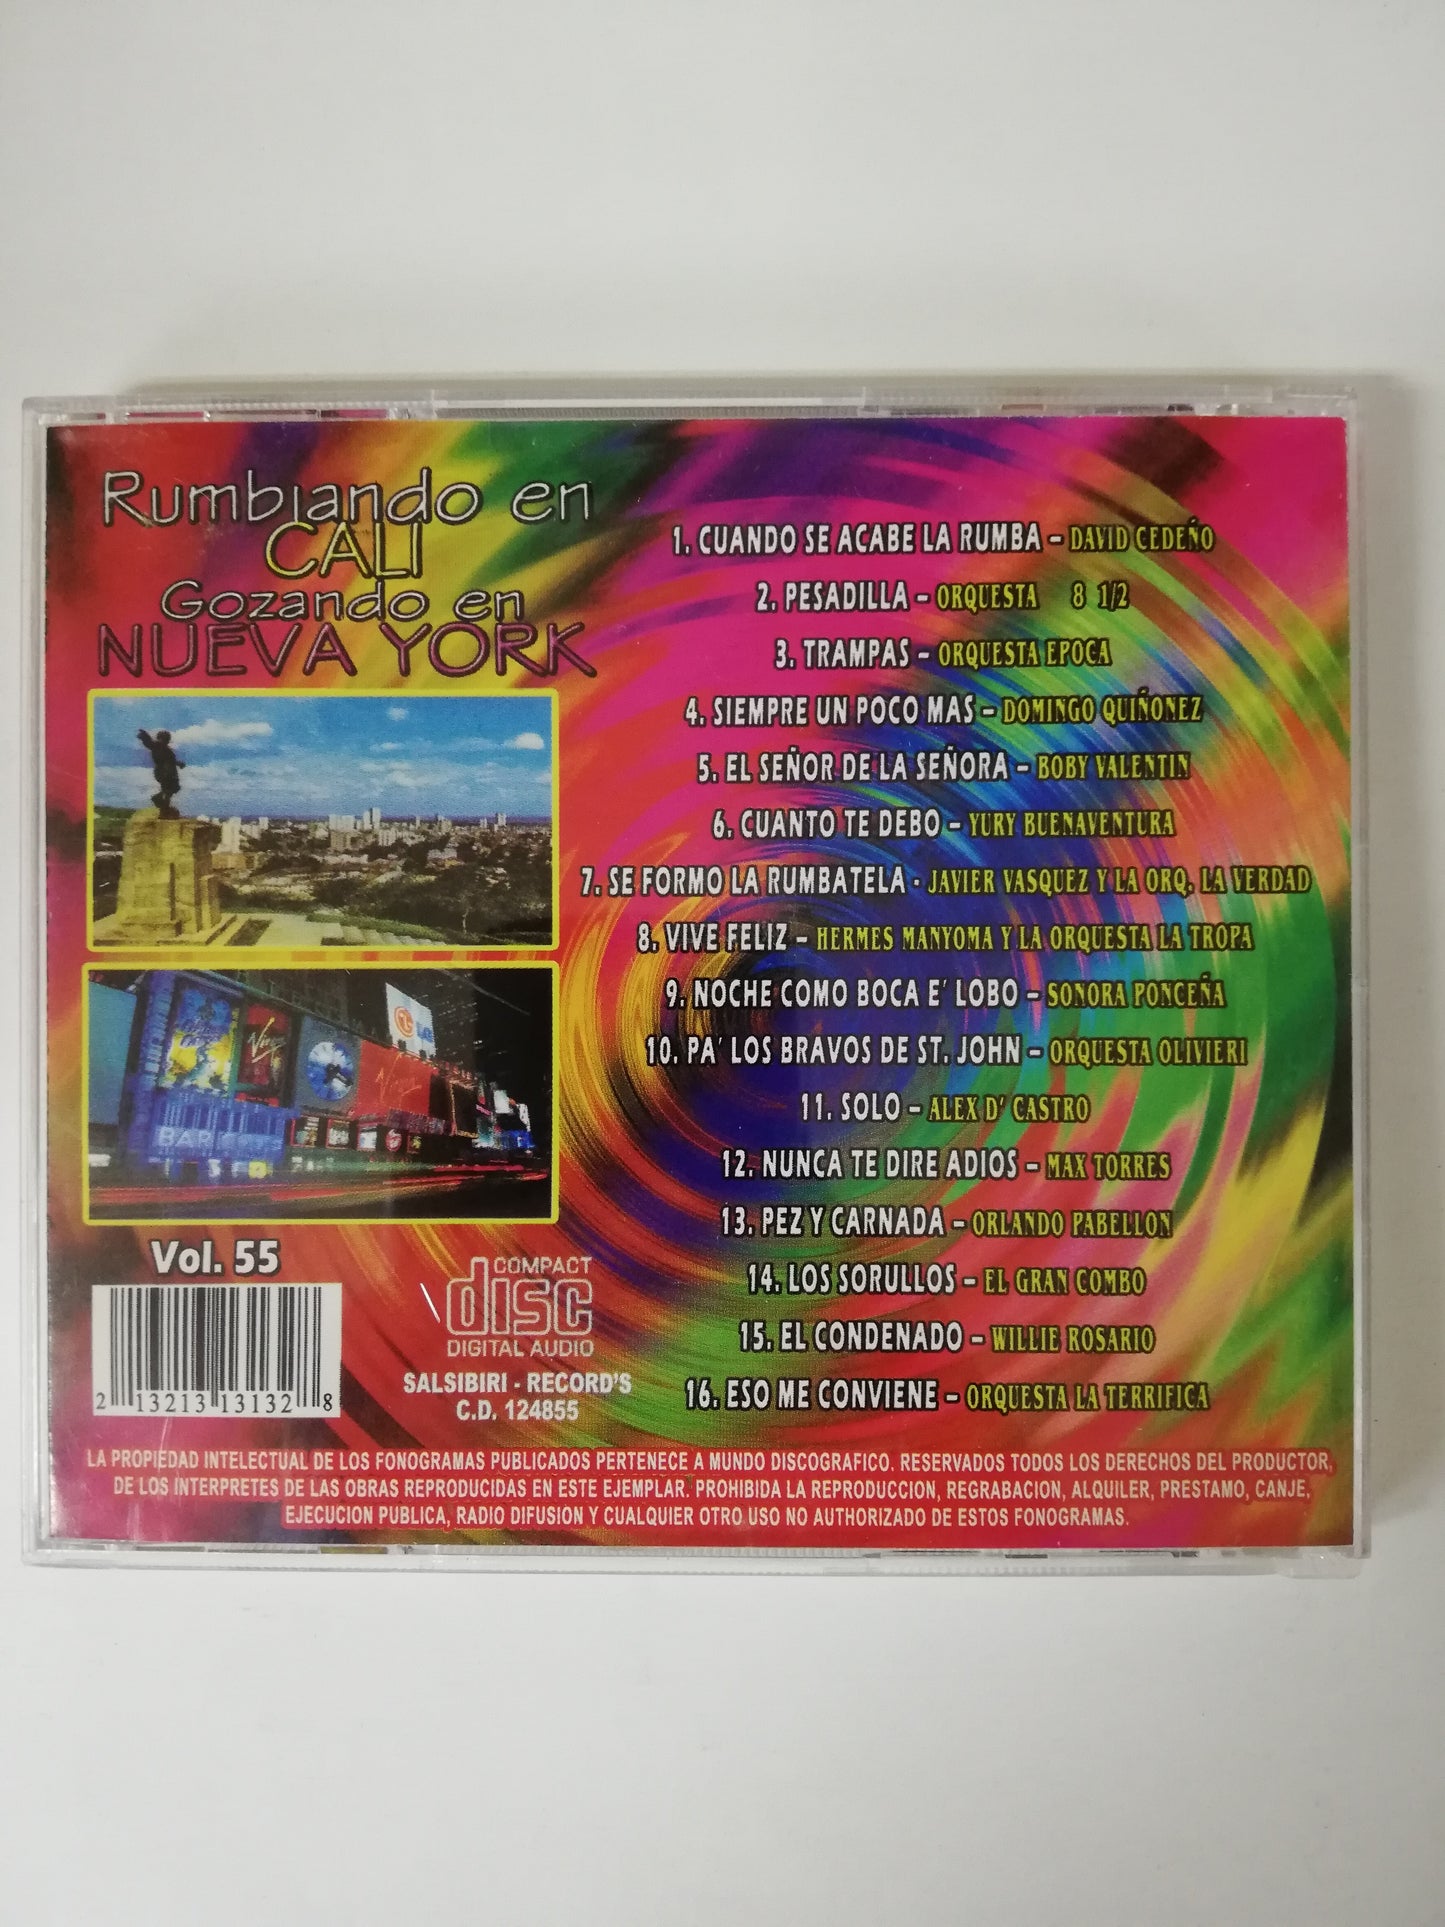 Rumbiando en
CALI
Gozando en
NUEVA YORK
1. CUANDO SE ACABE LA RUMBA – DAVID CEDEÑO
2. PESADILLA – ORQUESTA 8 1/2
3. TRAMPAS – ORQUESTA EPOCA
4. SIEMPRE UN POCO MAS – DOMINGO QUIÑONEZ
5. EL SEÑOR DE LA SEÑORA – BOBY VALENTIN
6. CUANTO TE DEBO – YURY BUENAVENTURA
7. SE FORMO LA RUMBATELA - JAVIER VASQUEZ Y LA ORQ. LA VERDAD
8. VIVE FELIZ – HERMES MANYOMA Y LA ORQUESTA LA TROPA
9. NOCHE COMO BOCA E' LOBO – SONORA PONCEÑA
10. PA' LOS BRAVOS DE ST. JOHN – ORQUESTA OLIVIERI
11. SOLO – ALEX D' CASTRO
12. NUNCA TE DIRE ADIOS – MAX TORRES
13. PEZ Y CARNADA – ORLANDO PABELLON
14. LOS SORULLOS – EL GRAN COMBO
15. EL CONDENADO – WILLIE ROSARIO
16. ESO ME CONVIENE – ORQUESTA LA TERRIFICA
Virgin
Vol. 55
2 13213 13132 8
COMPACT
disc
DIGITAL AUDIO
SALSIBIRI - RECORD'S
C.D. 124855
LA PROPIEDAD INTELECTUAL DE LOS FONOGRAMAS PUBLICADOS PERTENECE A MUNDO DISCOGRAFICO. RESERVADOS TODOS LOS DERECHOS DEL PRODUCTOR,
DE LOS INTERPRETES DE LAS OBRAS REPRODUCIDAS EN ESTE EJEMPLAR. PROHIBIDA LA REPRODUCCION, REGRABACION, ALQUILER, PRESTAMO, CANJE,
EJECUCION PUBLICA, RADIO DIFUSION Y CUALQUIER OTRO USO NO AUTHORIZADO DE ESTOS FONOGRAMAS.